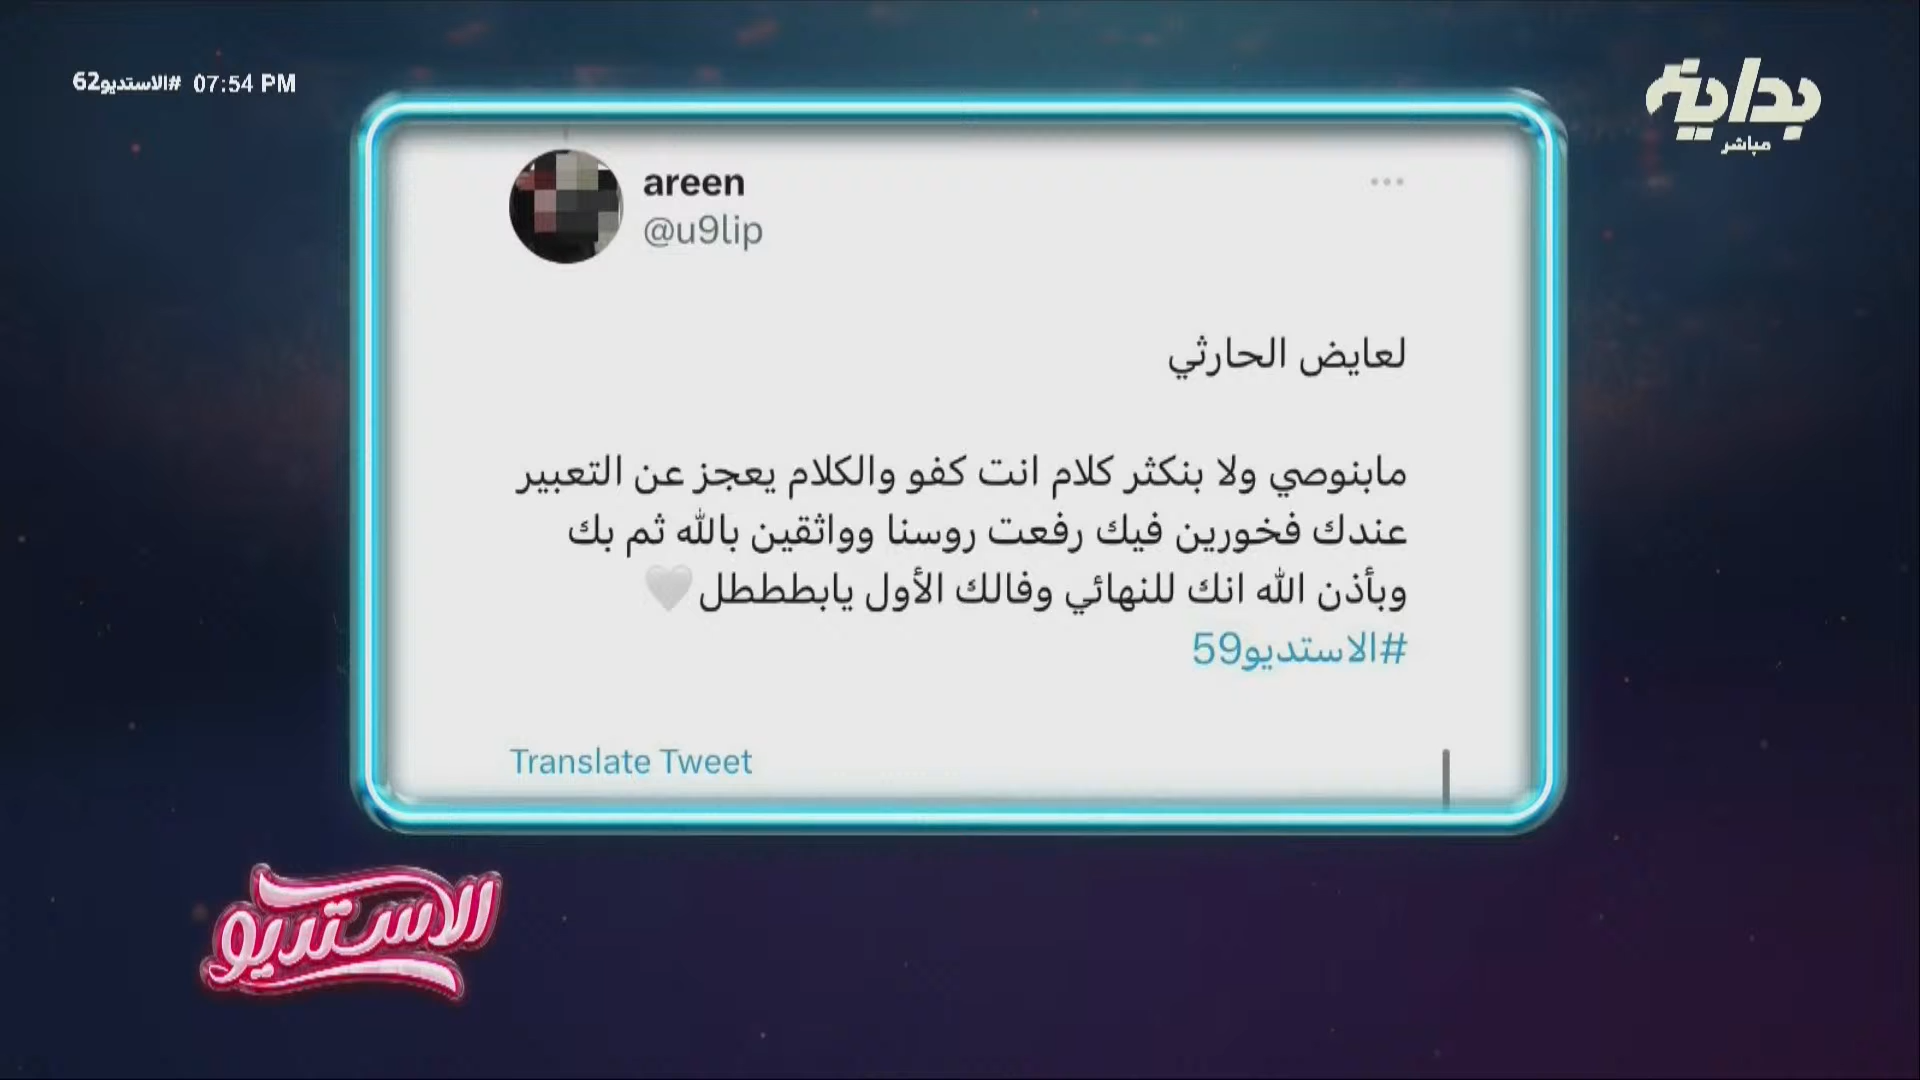 #الاستديو62 07:54 PM
بداية
مباشر
areen
@u9lip
لعايض الحارثي
مابنوصي ولا بنكثر كلام انت كفو والكلام يعجز عن التعبير
عندك فخورين فيك رفعت روسنا وواثقين بالله ثم بك
وبأذن الله انك للنهائي وفالك الأول يابطططل🤍
#الاستديو59
Translate Tweet
الاستديو